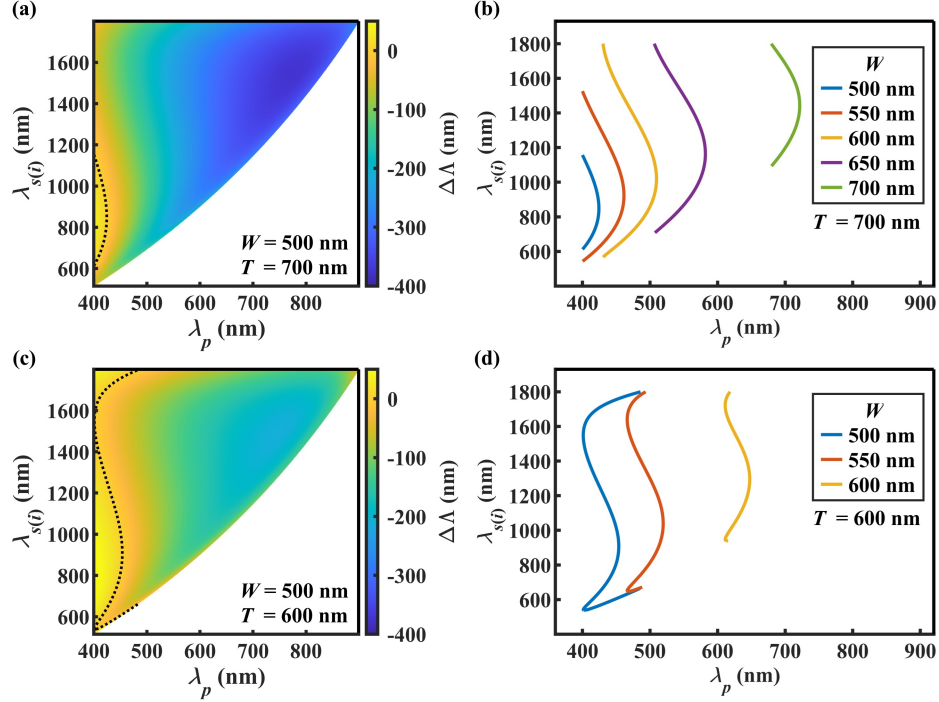 (a)
1600
1400
1200
1000
800
600
400 500 600 700 800
λs(i) (nm)
λp (nm)
W = 500 nm
T = 700 nm
0
-100
-200
-300
-400
ΔΛ (nm)
(b)
1800
1600
1400
1200
1000
800
600
400 500 600 700 800 900
λs(i) (nm)
λp (nm)
W
500 nm
550 nm
600 nm
650 nm
700 nm
T = 700 nm
(c)
1600
1400
1200
1000
800
600
400 500 600 700 800
λs(i) (nm)
λp (nm)
W = 500 nm
T = 600 nm
0
-100
-200
-300
-400
ΔΛ (nm)
(d)
1800
1600
1400
1200
1000
800
600
400 500 600 700 800 900
λs(i) (nm)
λp (nm)
W
500 nm
550 nm
600 nm
T = 600 nm